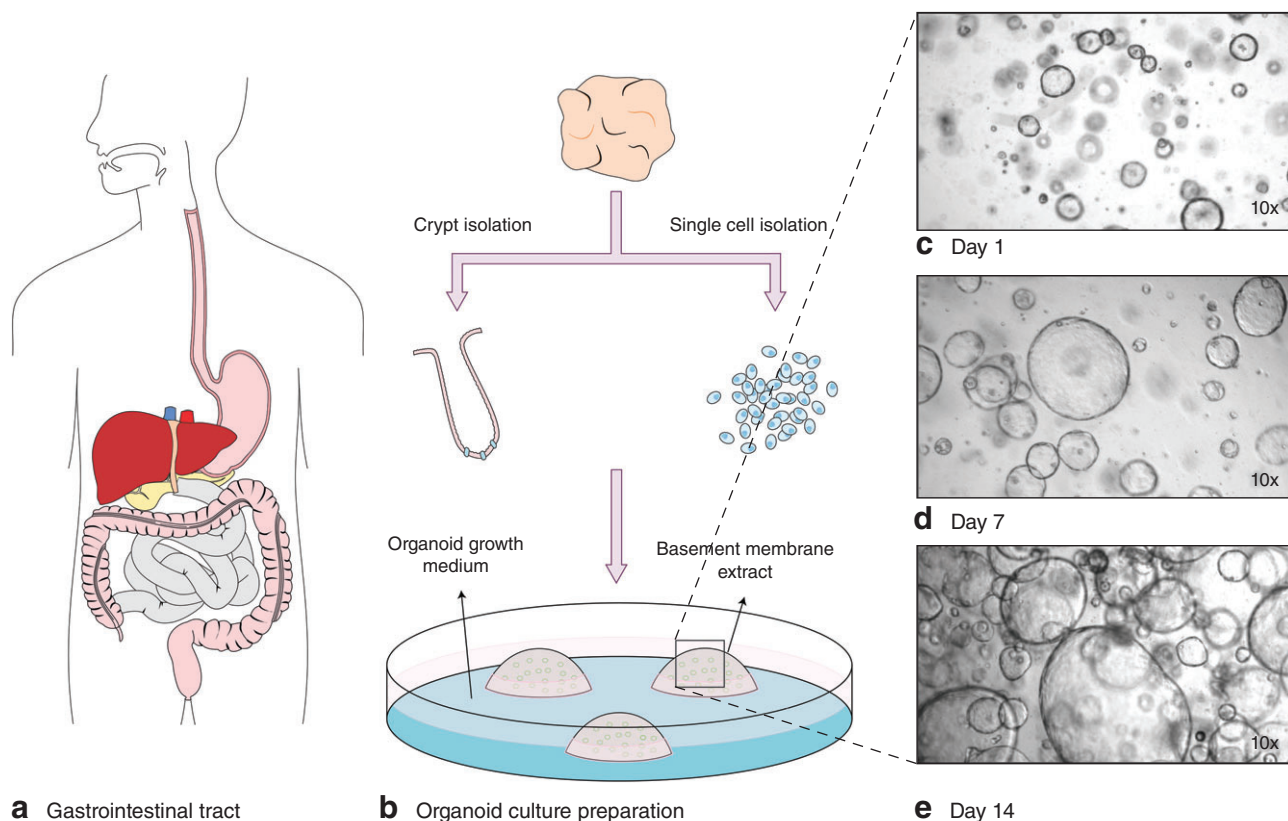 Crypt isolation
Single cell isolation
Organoid growth
medium
Basement membrane
extract
10x
c Day 1
10x
d Day 7
10x
a Gastrointestinal tract
b Organoid culture preparation
e Day 14